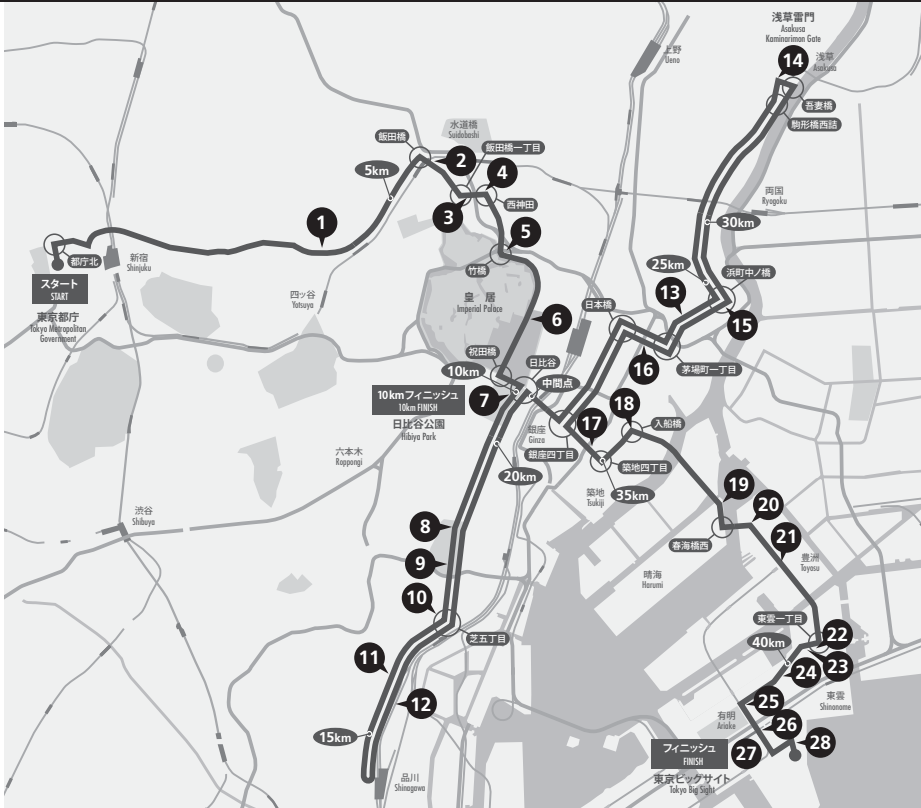 浅草雷門
Asakusa
Kaminarimon Gate
14
浅草
Asakusa
上野
Ueno
吾妻橋
駒形橋西詰
水道橋
Suidobashi
飯田橋
飯田橋一丁目
2
4
5km
西神田
3
両国
Ryogoku
1
5
30km
都庁北
新宿
Shinjuku
竹橋
25km
浜町中ノ橋
スタート
START
四ッ谷
Yotsuya
皇 居
Imperial Palace
13
東京都庁
Tokyo Metropolitan
Government
6
日本橋
15
祝田橋
日比谷
16
茅場町一丁目
10km
中間点
10kmフィニッシュ
10km FINISH
7
日比谷公園
Hibiya Park
18
17
入船橋
銀座
Ginza
銀座四丁目
六本木
Roppongi
築地四丁目
20km
築地
Tsukiji
35km
19
渋谷
Shibuya
8
20
21
春海橋西
9
豊洲
Toyosu
晴海
Harumi
10
東雲一丁目
22
芝五丁目
40km
11
23
24
12
東雲
Shinonome
25
有明
Ariake
26
15km
28
フィニッシュ
FINISH
27
品川
Shinagawa
東京ビッグサイト
Tokyo Big Sight